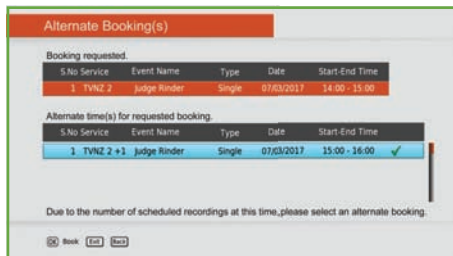 Alternate Booking(s)
Booking requested.
S.No Service Event Name Type Date Start-End Time
1 TVNZ 2 Judge Rinder Single 07/03/2017 14:00 - 15:00
Alternate time(s) for requested booking.
S.No Service Event Name Type Date Start-End Time
1 TVNZ 2 +1 Judge Rinder Single 07/03/2017 15:00 - 16:00
Due to the number of scheduled recordings at this time,please select an alternate booking.
OK Book Exit Back